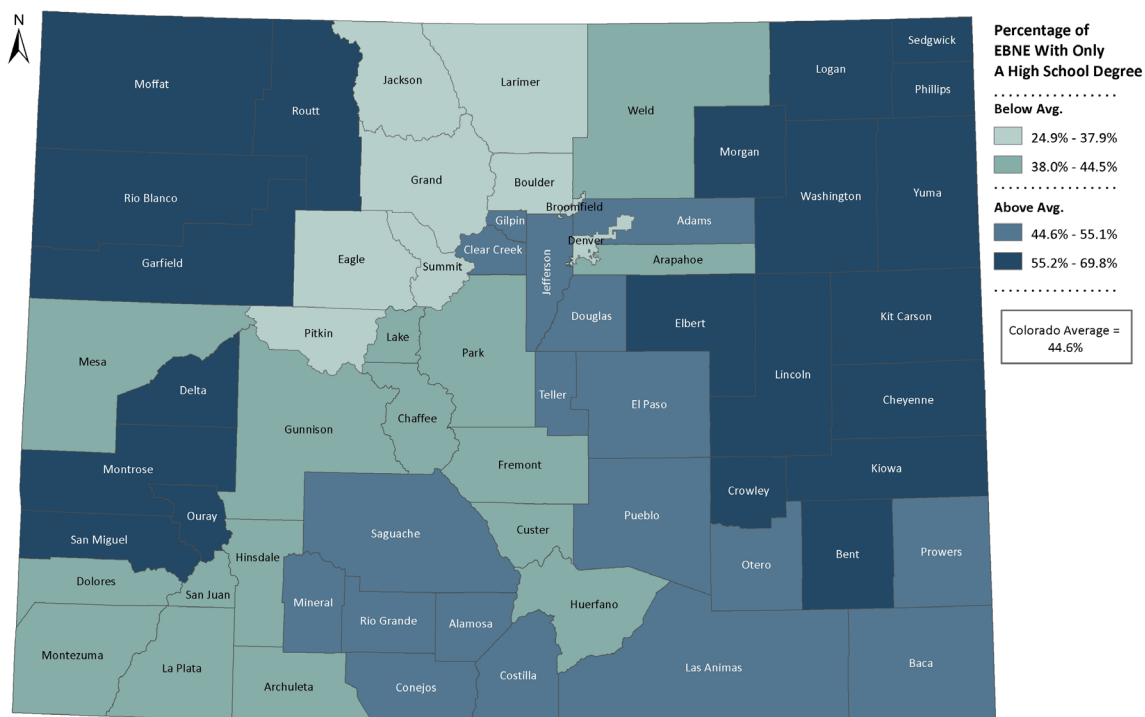 N
Percentage of
EBNE With Only
A High School Degree
Below Avg.
24.9% - 37.9%
38.0% - 44.5%
Above Avg.
44.6% - 55.1%
55.2% - 69.8%
Colorado Average =
44.6%
Moffat
Routt
Jackson
Larimer
Weld
Logan
Sedgwick
Phillips
Morgan
Washington
Yuma
Rio Blanco
Grand
Boulder
Broomfield
Gilpin
Adams
Clear Creek
Denver
Arapahoe
Garfield
Eagle
Summit
Jefferson
Douglas
Elbert
Kit Carson
Pitkin
Lake
Park
Mesa
Delta
Teller
El Paso
Lincoln
Cheyenne
Gunnison
Chaffee
Fremont
Montrose
Ouray
Kiowa
Crowley
Pueblo
San Miguel
Saguache
Custer
Hinsdale
Otero
Bent
Prowers
Dolores
San Juan
Mineral
Rio Grande
Alamosa
Huerfano
Montezuma
La Plata
Archuleta
Conejos
Costilla
Las Animas
Baca